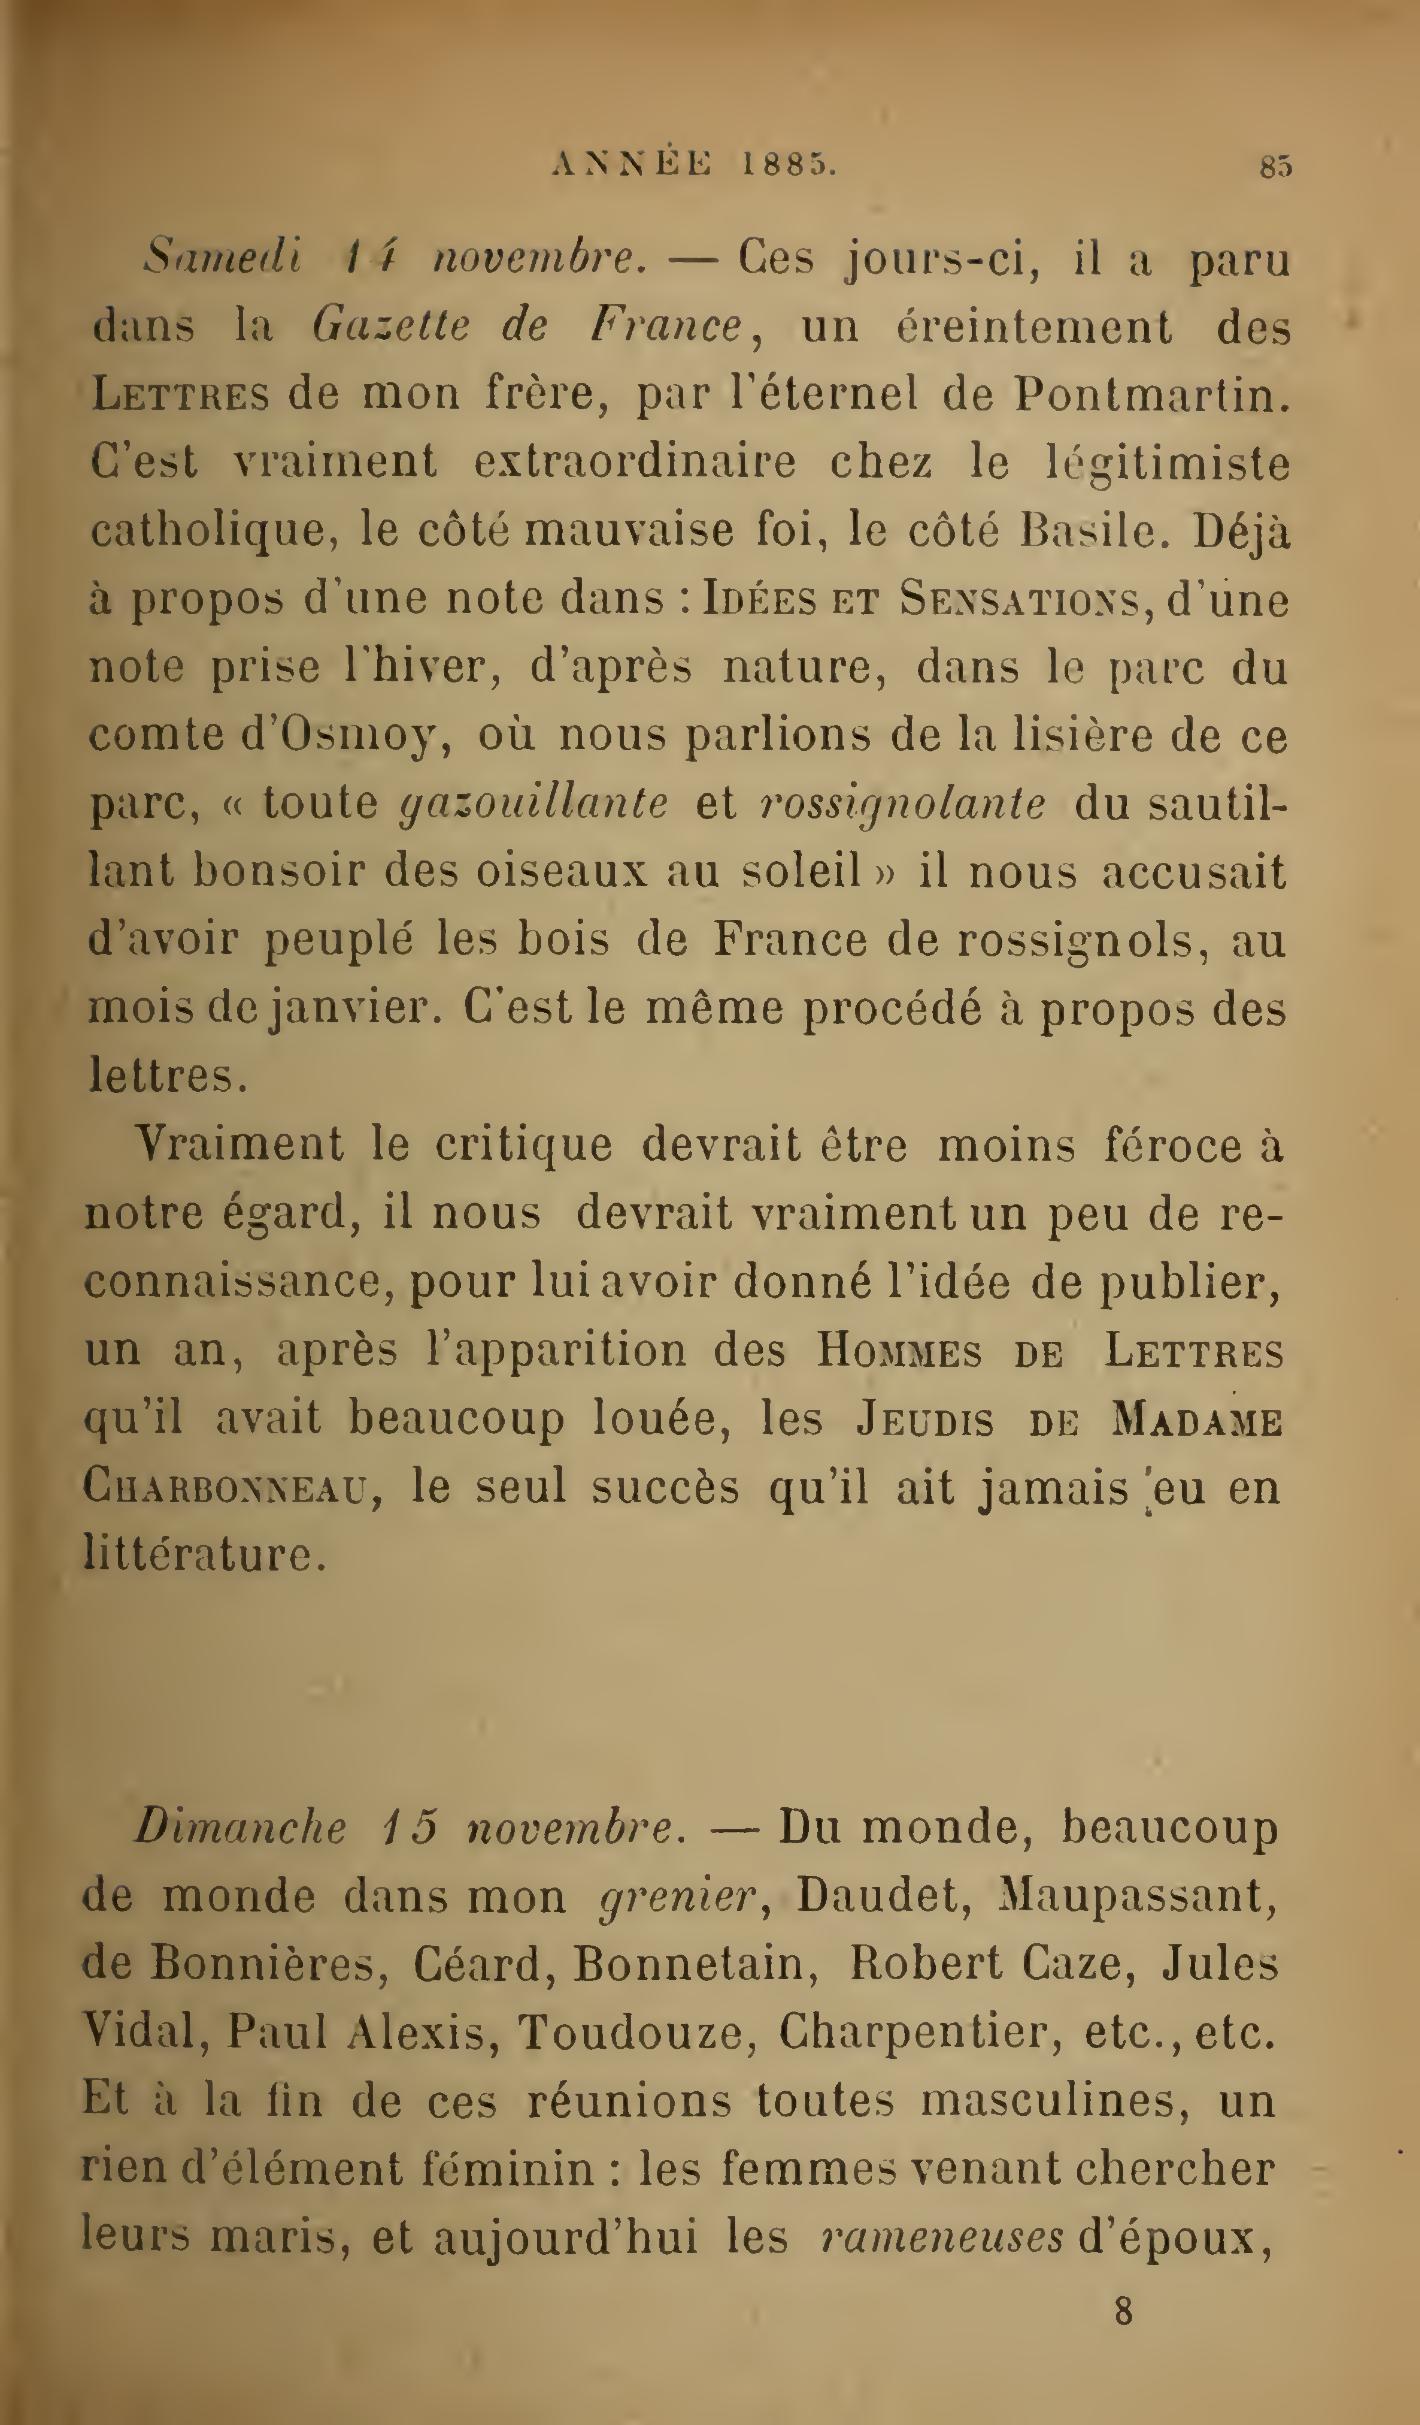 ANNÉE 1885. 85
Samedi 14 novembre. — Ces jours-ci, il a paru
dans la Gazette de France, un éreintement des
LETTRES de mon frère, par l'éternel de Pontmartin.
C'est vraiment extraordinaire chez le légitimiste
catholique, le côté mauvaise foi, le côté Basile. Déjà
à propos d'une note dans : IDÉES ET SENSATIONS, d'une
note prise l'hiver, d'après nature, dans le parc du
comte d'Osmoy, où nous parlions de la lisière de ce
parc, « toute gazouillante et rossignolante du sautil-
lant bonsoir des oiseaux au soleil » il nous accusait
d'avoir peuplé les bois de France de rossignols, au
mois de janvier. C'est le même procédé à propos des
lettres.
Vraiment le critique devrait être moins féroce à
notre égard, il nous devrait vraiment un peu de re-
connaissance, pour lui avoir donné l'idée de publier,
un an, après l'apparition des HOMMES DE LETTRES
qu'il avait beaucoup louée, les JEUDIS DE MADAME
CHARBONNEAU, le seul succès qu'il ait jamais eu en
littérature.
Dimanche 15 novembre. — Du monde, beaucoup
de monde dans mon grenier, Daudet, Maupassant,
de Bonnières, Céard, Bonnetain, Robert Caze, Jules
Vidal, Paul Alexis, Toudouze, Charpentier, etc., etc.
Et à la fin de ces réunions toutes masculines, un
rien d'élément féminin : les femmes venant chercher
leurs maris, et aujourd'hui les rameneuses d'époux,
8